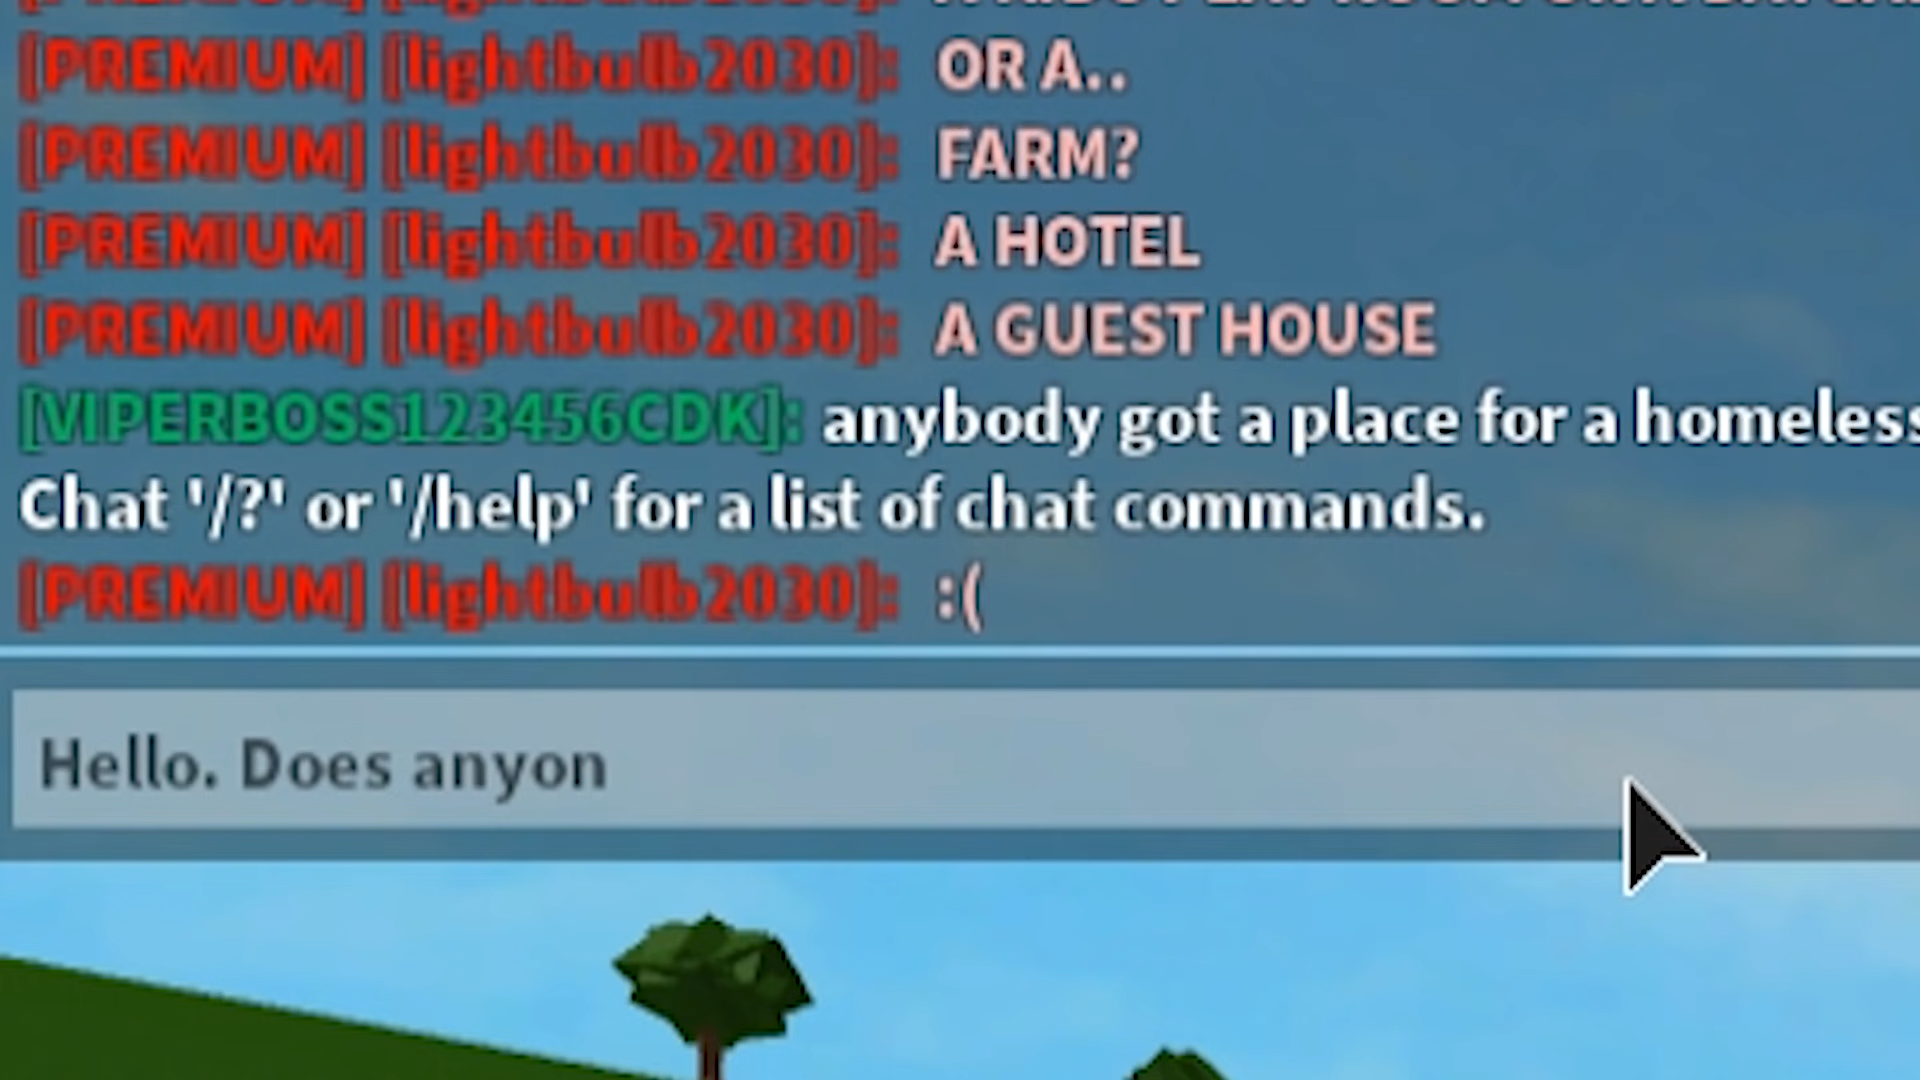 [PREMIUM] [lightbulb2030]: OR A..
[PREMIUM] [lightbulb2030]: FARM?
[PREMIUM] [lightbulb2030]: A HOTEL
[PREMIUM] [lightbulb2030]: A GUEST HOUSE
[VIPERBOSS123456CDK]: anybody got a place for a homeless
Chat '/?' or '/help' for a list of chat commands.
[PREMIUM] [lightbulb2030]: :(
Hello. Does anyon